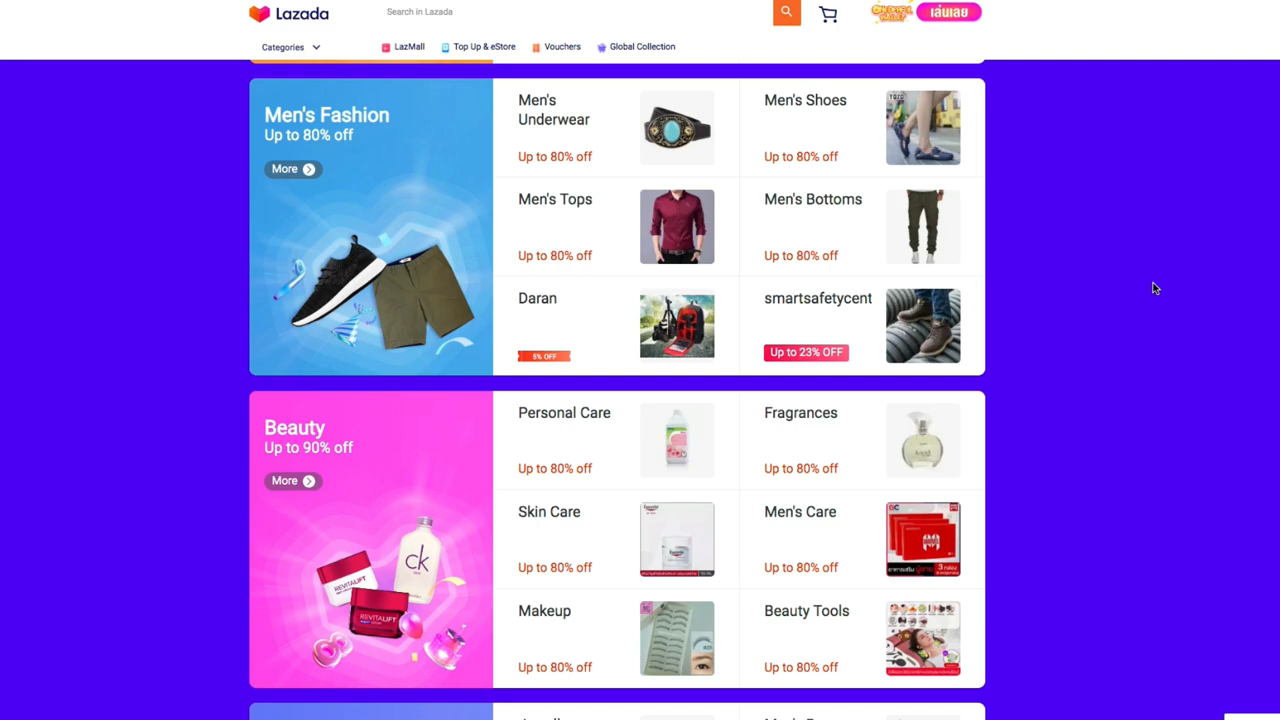 Lazada
Search in Lazada
เล่นเลย
Categories
LazMall
Top Up & eStore
Vouchers
Global Collection
Men's Fashion
Up to 80% off
More
Men's
Underwear
Up to 80% off
Men's Shoes
Up to 80% off
Men's Tops
Up to 80% off
Men's Bottoms
Up to 80% off
Daran
5% OFF
smartsafetycent
Up to 23% OFF
Beauty
Up to 90% off
More
ck
REVITALIFT
REVITALIFT
Personal Care
Up to 80% off
Fragrances
Up to 80% off
Skin Care
Up to 80% off
Men's Care
Up to 80% off
Makeup
Up to 80% off
Beauty Tools
Up to 80% off